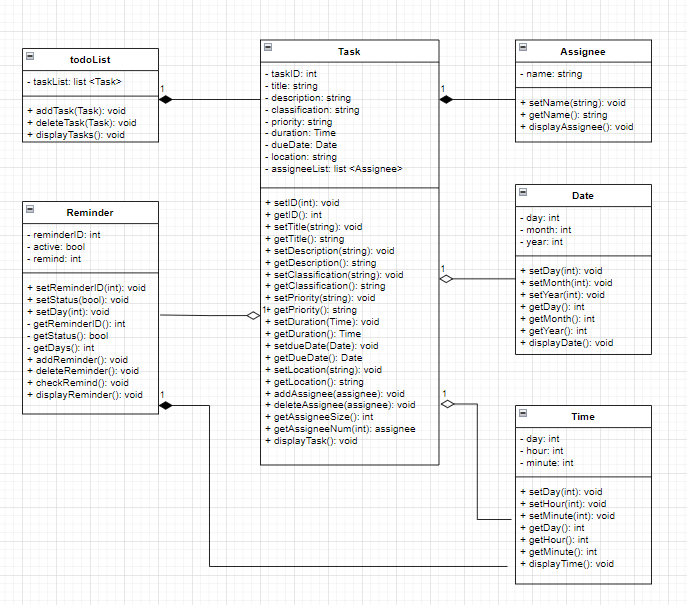 todoList
- taskList: list <Task>
+ addTask(Task): void
+ deleteTask(Task): void
+ displayTasks(): void
1
Task
- taskID: int
- title: string
- description: string
- classification: string
- priority: string
- duration: Time
- dueDate: Date
- location: string
- assigneeList: list <Assignee>
+ setID(int): void
+ getID(): int
+ setTitle(string): void
+ getTitle(): string
+ setDescription(string): void
+ getDescription(): string
+ setClassification(string): void
+ getClassification(): string
+ setPriority(string): void
+ getPriority(): string
+ setDuration(Time): void
+ getDuration(): Time
+ setdueDate(Date): void
+ getDueDate(): Date
+ setLocation(string): void
+ getLocation(): string
+ addAssignee(assignee): void
+ deleteAssignee(assignee): void
+ getAssigneeSize(): int
+ getAssigneeNum(int): assignee
+ displayTask(): void
1
1
1
1
Assignee
- name: string
+ setName(string): void
+ getName(): string
+ displayAssignee(): void
Reminder
- reminderID: int
- active: bool
- remind: int
+ setReminderID(int): void
+ setStatus(bool): void
+ setDay(int): void
- getReminderID(): int
- getStatus(): bool
- getDays(): int
+ addReminder(): void
+ deleteReminder(): void
+ checkRemind(): void
+ displayReminder(): void
1
Date
- day: int
- month: int
- year: int
+ setDay(int): void
+ setMonth(int): void
+ setYear(int): void
+ getDay(): int
+ getMonth(): int
+ getYear(): int
+ displayDate(): void
Time
- day: int
- hour: int
- minute: int
+ setDay(int): void
+ setHour(int): void
+ setMinute(int): void
+ getDay(): int
+ getHour(): int
+ getMinute(): int
+ displayTime(): void